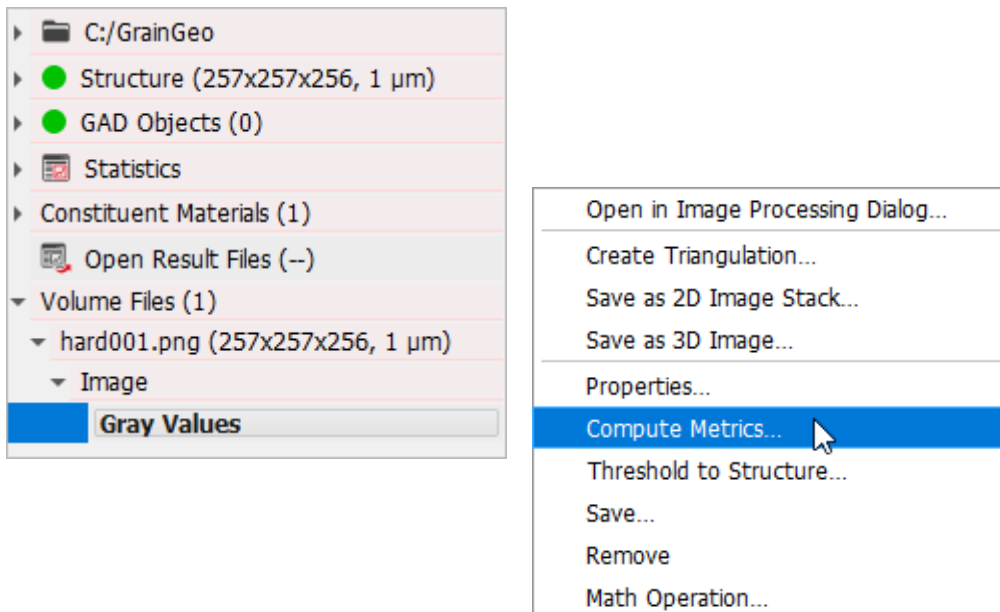 C:/GrainGeo
Structure (257x257x256, 1 µm)
GAD Objects (0)
Statistics
Constituent Materials (1)
Open Result Files (--)
Volume Files (1)
hard001.png (257x257x256, 1 µm)
Image
Gray Values
Open in Image Processing Dialog...
Create Triangulation...
Save as 2D Image Stack...
Save as 3D Image...
Properties...
Compute Metrics...
Threshold to Structure...
Save...
Remove
Math Operation...